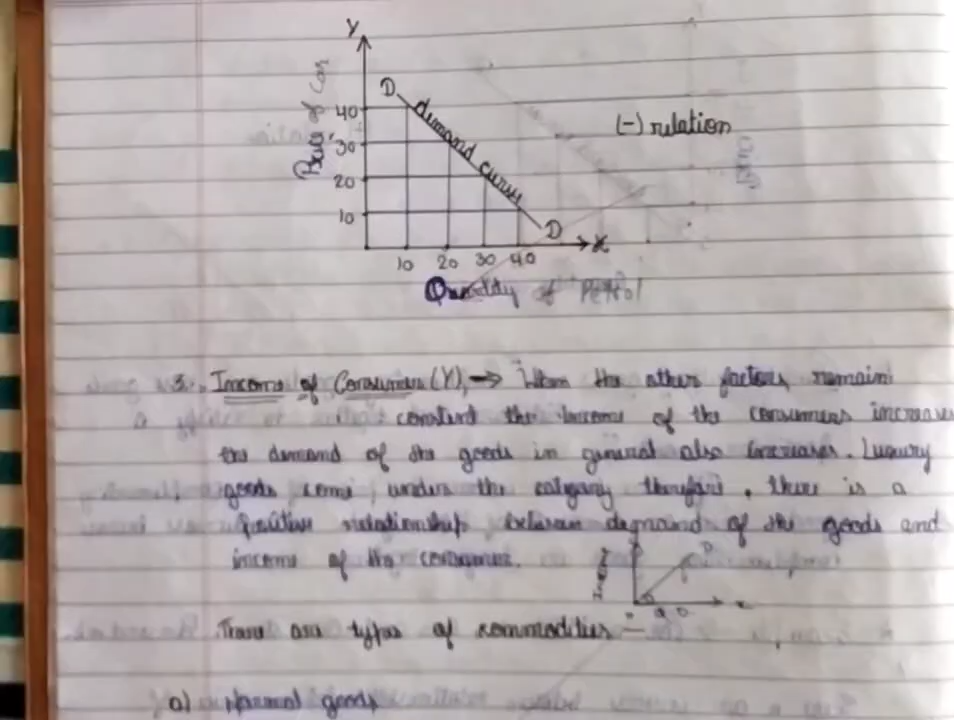 Y
D
demand curve
40
30
20
10
(-) relation
Price of Car
D
X
10 20 30 40
Quantity of Petrol
3. Income of Consumer (Y) → When the other factors remain
constant the income of the consumers increases
the demand of the goods in general also increases. Luxury
goods come under the category therefore, there is a
positive relationship between demand of the goods and
income of the consumer.
D
There are types of commodities —
a) Normal goods